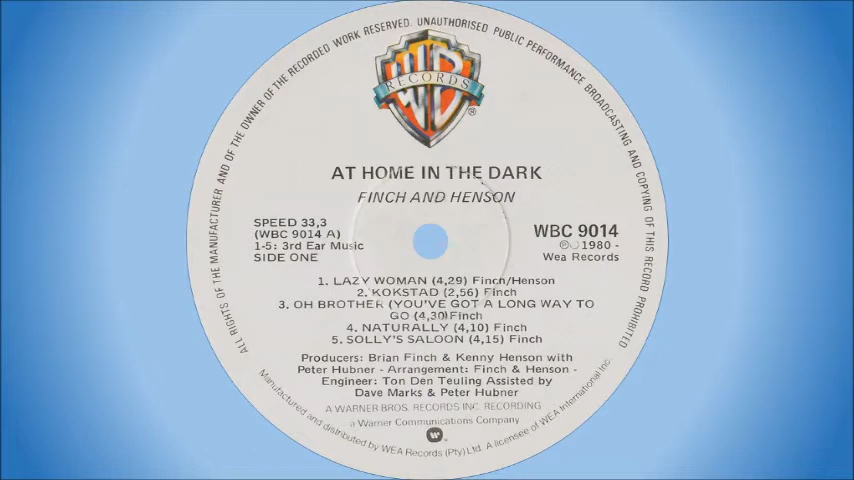 ALL RIGHTS OF THE MANUFACTURER AND OF THE OWNER OF THE RECORDED WORK RESERVED. UNAUTHORISED PUBLIC PERFORMANCE BROADCASTING AND COPYING OF THIS RECORD PROHIBITED
RECORDS
®
AT HOME IN THE DARK
FINCH AND HENSON
SPEED 33,3
(WBC 9014 A)
1-5: 3rd Ear Music
SIDE ONE
WBC 9014
℗© 1980 -
Wea Records
1. LAZY WOMAN (4,29) Finch/Henson
2. KOKSTAD (2,56) Finch
3. OH BROTHER (YOU'VE GOT A LONG WAY TO
GO (4,30)Finch
4. NATURALLY (4,10) Finch
5. SOLLY'S SALOON (4,15) Finch
Producers: Brian Finch & Kenny Henson with
Peter Hubner - Arrangement: Finch & Henson -
Engineer: Ton Den Teuling Assisted by
Dave Marks & Peter Hubner
A WARNER BROS. RECORDS INC. RECORDING
a Warner Communications Company
Manufactured and distributed by WEA Records (Pty) Ltd. A licensee of WEA International Inc.